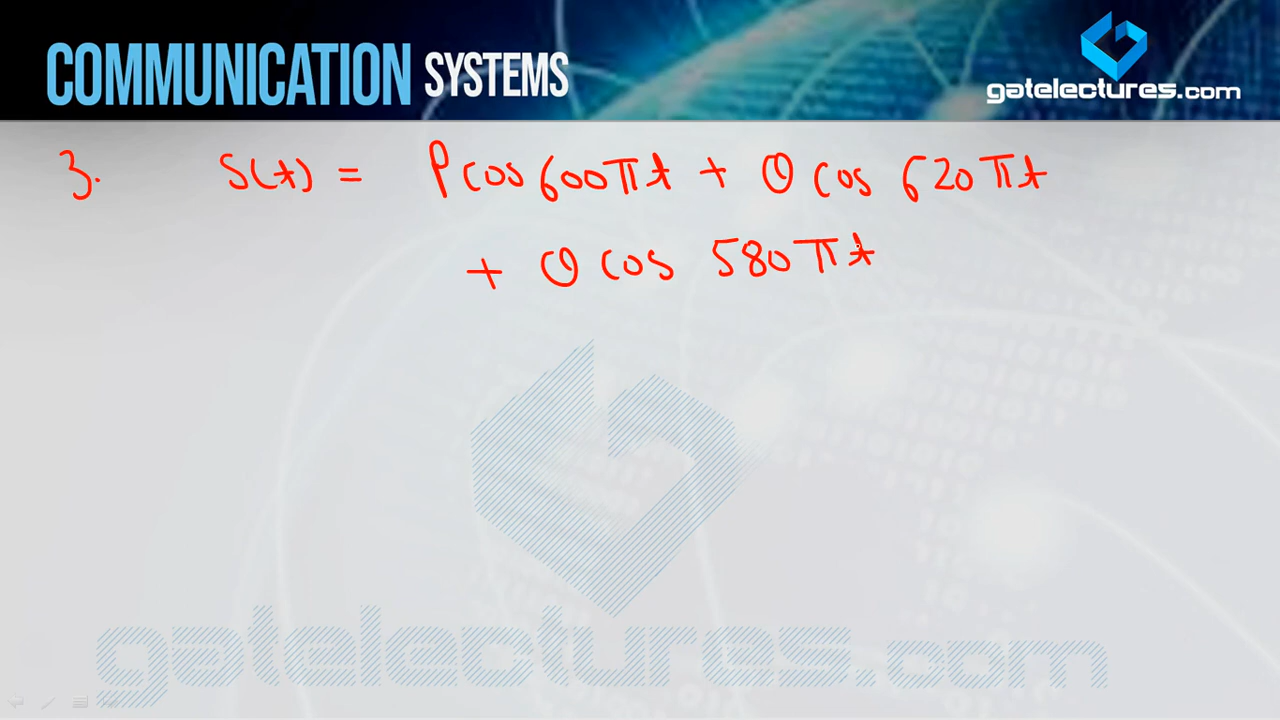 COMMUNICATION SYSTEMS
gatelectures.com
3. S(t) = P cos 600πt + Q cos 620πt
+ Q cos 580πt
gatelectures.com